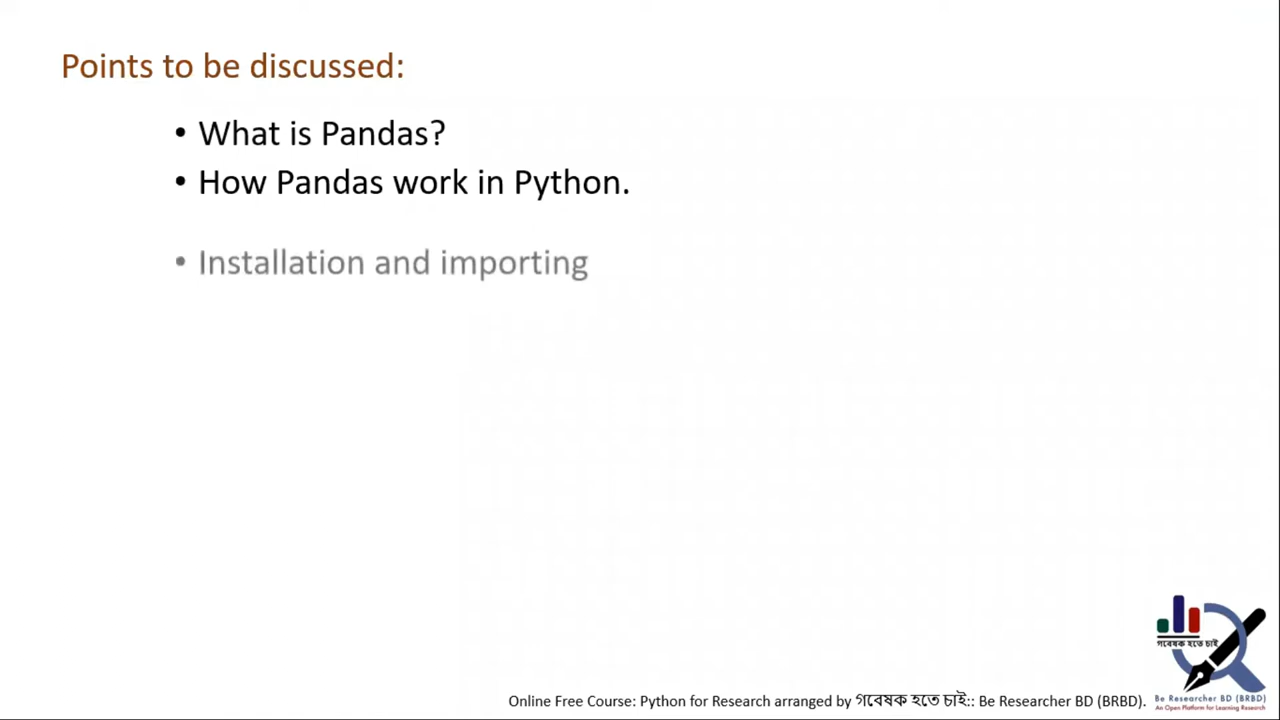 Points to be discussed:
• What is Pandas?
• How Pandas work in Python.
• Installation and importing
গবেষক হতে চাই
Be Researcher BD (BRBD)
An Open Platform for Learning Research
Online Free Course: Python for Research arranged by গবেষক হতে চাই:: Be Researcher BD (BRBD).